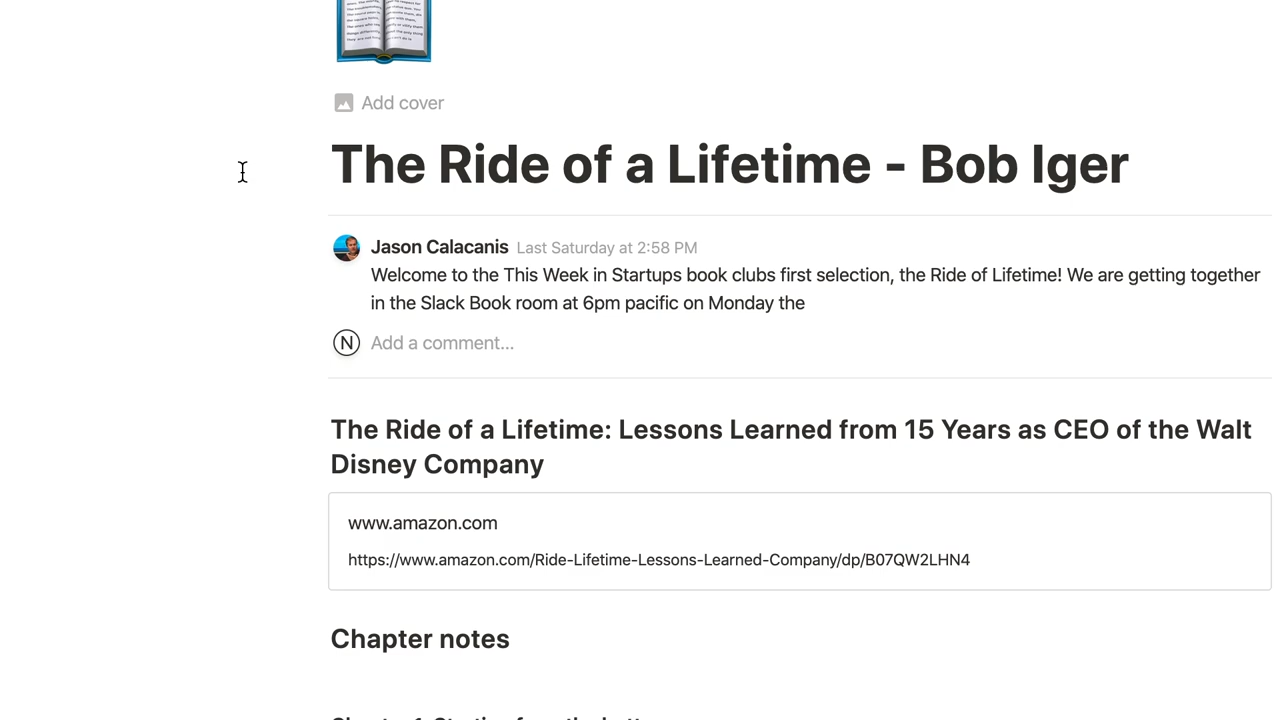 Add cover
The Ride of a Lifetime - Bob Iger
Jason Calacanis Last Saturday at 2:58 PM
Welcome to the This Week in Startups book clubs first selection, the Ride of Lifetime! We are getting together
in the Slack Book room at 6pm pacific on Monday the
N Add a comment...
The Ride of a Lifetime: Lessons Learned from 15 Years as CEO of the Walt
Disney Company
www.amazon.com
https://www.amazon.com/Ride-Lifetime-Lessons-Learned-Company/dp/B07QW2LHN4
Chapter notes